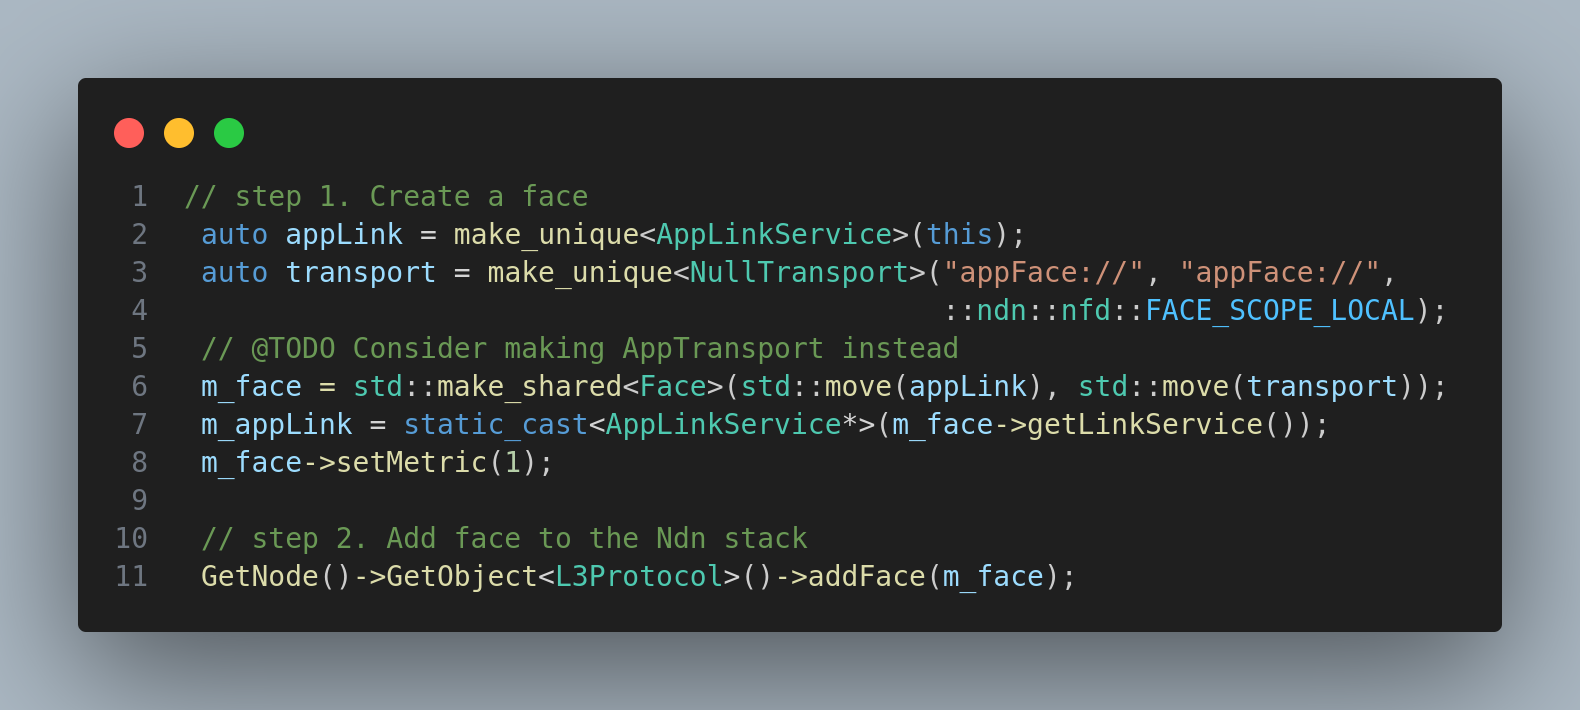 1 // step 1. Create a face
2 auto appLink = make_unique<AppLinkService>(this);
3 auto transport = make_unique<NullTransport>("appFace://", "appFace://",
4 ::ndn::nfd::FACE_SCOPE_LOCAL);
5 // @TODO Consider making AppTransport instead
6 m_face = std::make_shared<Face>(std::move(appLink), std::move(transport));
7 m_appLink = static_cast<AppLinkService*>(m_face->getLinkService());
8 m_face->setMetric(1);
9
10 // step 2. Add face to the Ndn stack
11 GetNode()->GetObject<L3Protocol>()->addFace(m_face);